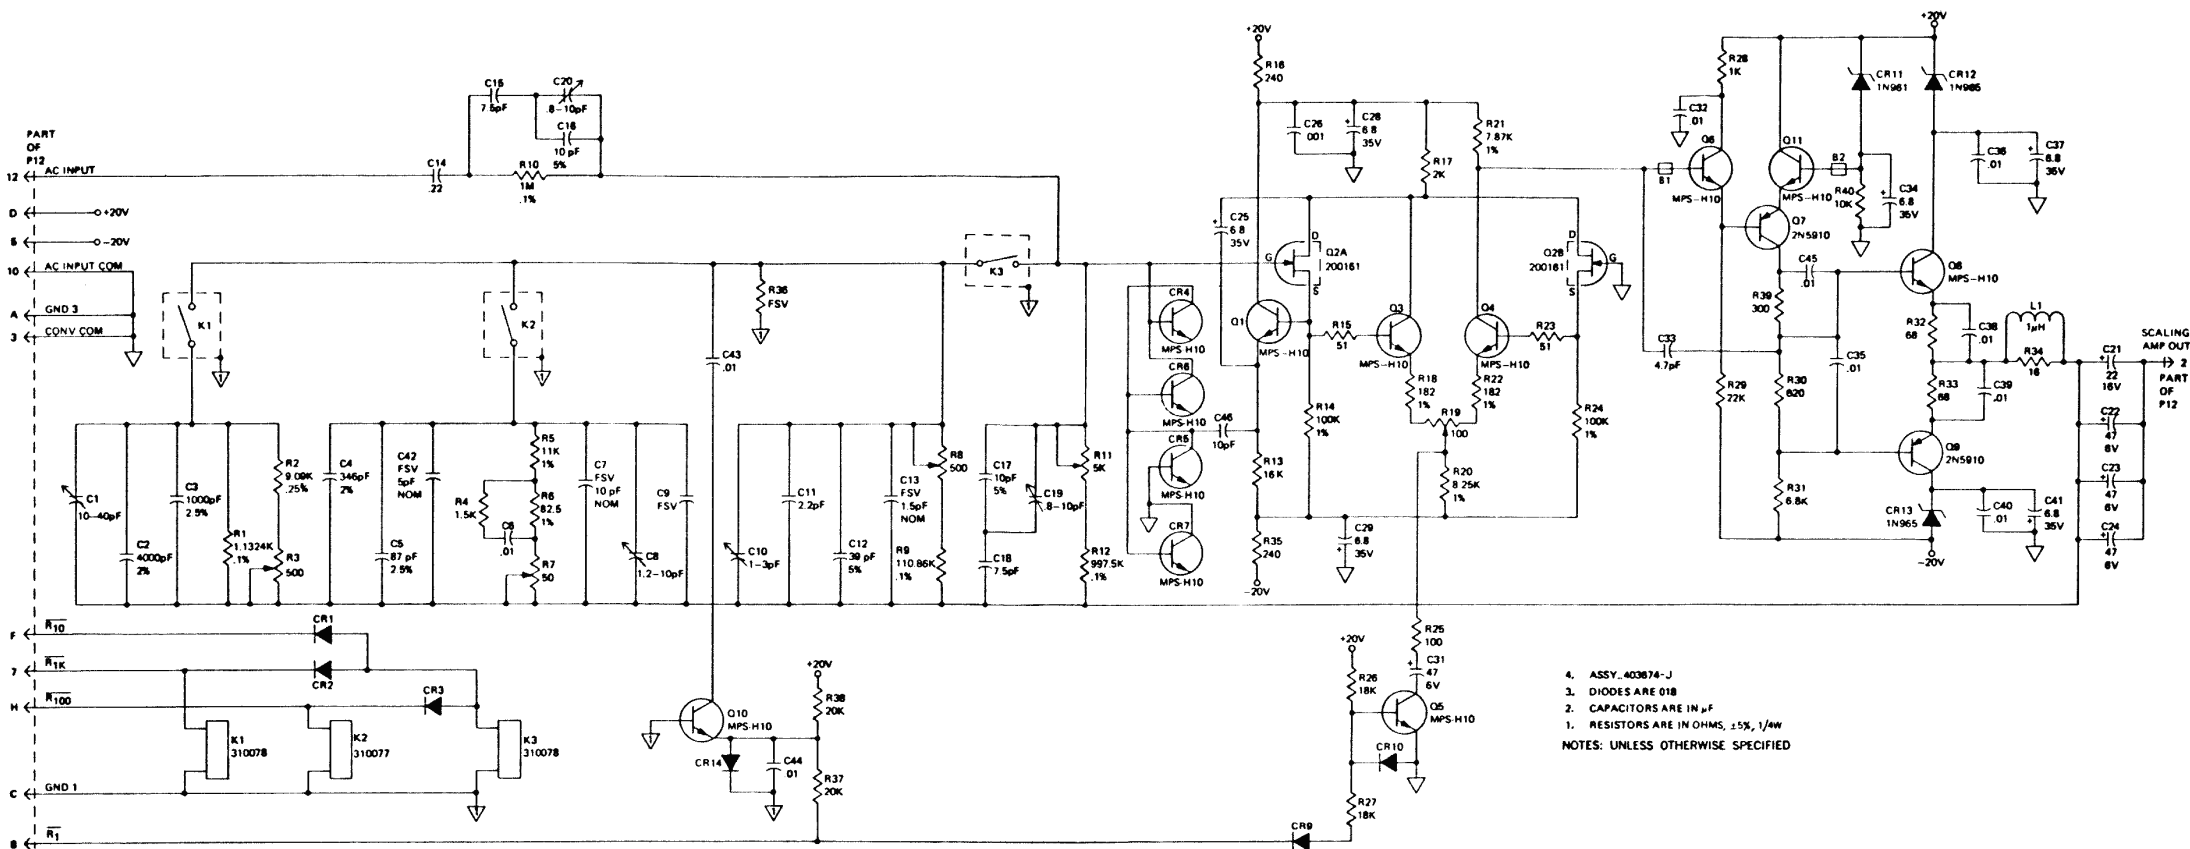 PART
OF
P12
12 AC INPUT
D +20V
5 -20V
10 AC INPUT COM
A GND 3
3 CONV COM
C14
.22
C15
7.5pF
C20
.8-10pF
C16
10 pF
5%
R10
1M
.1%
K1
K2
K3
R36
FSV
C43
.01
C1
10-40pF
C2
4000pF
2%
C3
1000pF
2.5%
R1
1.1324K
.1%
R2
9.09K
.25%
R3
500
C4
346pF
2%
C5
87 pF
2.5%
C42
FSV
5pF
NOM
R4
1.5K
C6
.01
R5
11K
1%
R6
82.5
1%
R7
50
C7
FSV
10 pF
NOM
C8
1.2-10pF
C9
FSV
C10
1-3pF
C11
2.2pF
C12
39 pF
5%
C13
FSV
1.5pF
NOM
R8
500
R9
110.86K
.1%
C17
10pF
5%
C18
7.5pF
C19
.8-10pF
R11
5K
R12
997.5K
.1%
CR4
MPS-H10
CR6
MPS-H10
CR5
MPS-H10
CR7
MPS-H10
C46
10pF
+20V
R16
240
C26
.001
C28
6.8
35V
R17
2K
R21
7.87K
1%
C25
6.8
35V
D
G
S
Q2A
200161
D
G
S
Q2B
200161
Q1
MPS-H10
R15
51
Q3
MPS-H10
Q4
MPS-H10
R23
51
R14
100K
1%
R18
182
1%
R22
182
1%
R19
100
R24
100K
1%
R13
16K
R20
8.25K
1%
R35
240
C29
6.8
35V
-20V
+20V
R28
1K
C32
.01
Q6
MPS-H10
B1
Q11
MPS-H10
B2
CR11
1N961
CR12
1N965
R40
10K
C34
6.8
35V
C36
.01
C37
6.8
35V
Q7
2N5910
C45
.01
Q8
MPS-H10
R39
300
C33
4.7pF
C35
.01
R29
22K
R30
620
R31
6.8K
R32
68
C38
.01
L1
1µH
R34
16
R33
68
C39
.01
Q9
2N5910
CR13
1N965
C40
.01
C41
6.8
35V
-20V
C21
22
16V
C22
47
6V
C23
47
6V
C24
47
6V
SCALING
AMP OUT
2
PART
OF
P12
F R10
7 R1K
H R100
C GND 1
B R1
CR1
CR2
CR3
K1
310078
K2
310077
K3
310078
Q10
MPS-H10
CR14
C44
.01
+20V
R38
20K
R37
20K
CR9
+20V
R26
18K
R27
18K
CR10
Q5
MPS-H10
R25
100
C31
47
6V
4. ASSY..403674-J
3. DIODES ARE 018
2. CAPACITORS ARE IN µF
1. RESISTORS ARE IN OHMS, ±5%, 1/4W
NOTES: UNLESS OTHERWISE SPECIFIED